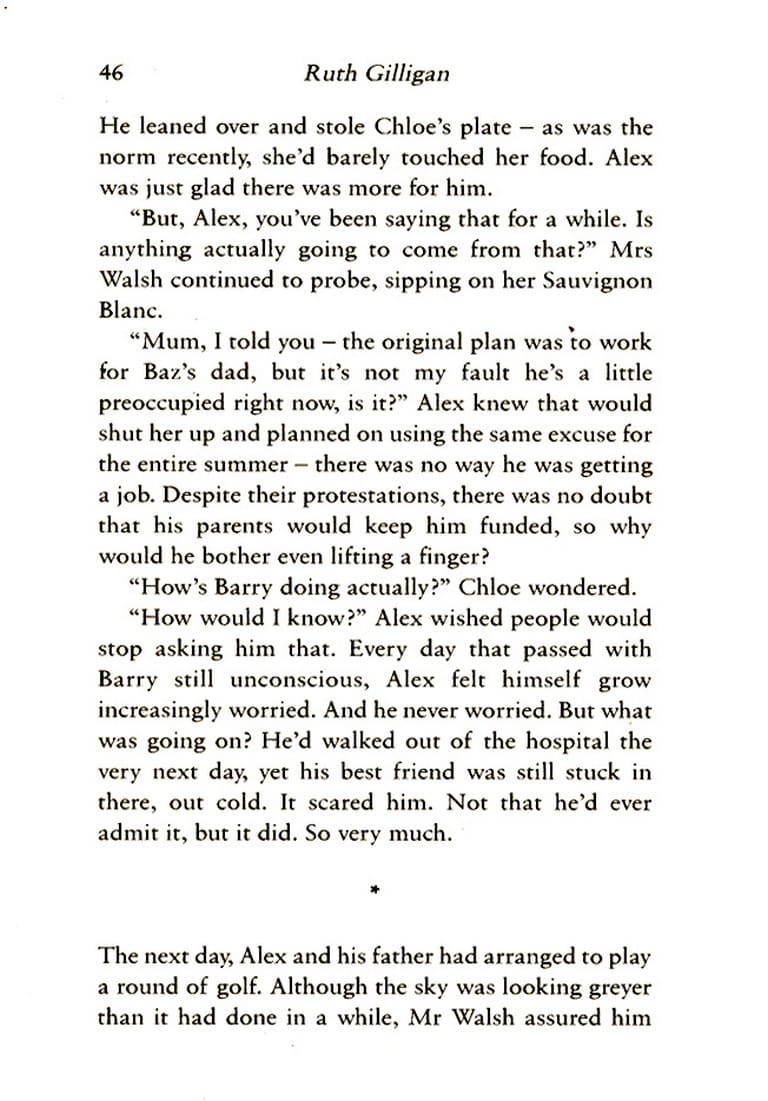 46 Ruth Gilligan
He leaned over and stole Chloe's plate – as was the
norm recently, she'd barely touched her food. Alex
was just glad there was more for him.
“But, Alex, you've been saying that for a while. Is
anything actually going to come from that?” Mrs
Walsh continued to probe, sipping on her Sauvignon
Blanc.
“Mum, I told you – the original plan was to work
for Baz's dad, but it's not my fault he's a little
preoccupied right now, is it?” Alex knew that would
shut her up and planned on using the same excuse for
the entire summer – there was no way he was getting
a job. Despite their protestations, there was no doubt
that his parents would keep him funded, so why
would he bother even lifting a finger?
“How's Barry doing actually?” Chloe wondered.
“How would I know?” Alex wished people would
stop asking him that. Every day that passed with
Barry still unconscious, Alex felt himself grow
increasingly worried. And he never worried. But what
was going on? He'd walked out of the hospital the
very next day, yet his best friend was still stuck in
there, out cold. It scared him. Not that he'd ever
admit it, but it did. So very much.
*
The next day, Alex and his father had arranged to play
a round of golf. Although the sky was looking greyer
than it had done in a while, Mr Walsh assured him